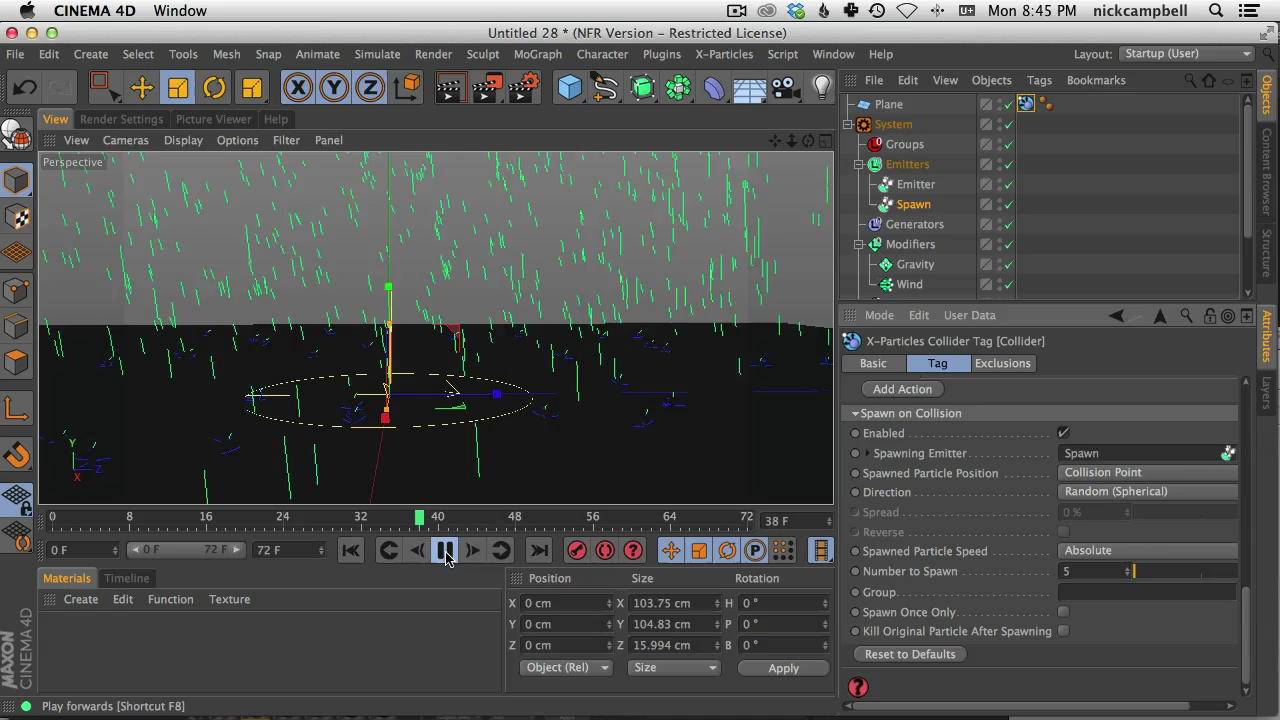 CINEMA 4D Window Mon 8:45 PM nickcampbell
Untitled 28 * (NFR Version - Restricted License)
File Edit Create Select Tools Mesh Snap Animate Simulate Render Sculpt MoGraph Character Plugins X-Particles Script Window Help Layout: Startup (User)
X Y Z
File Edit View Objects Tags Bookmarks
View Render Settings Picture Viewer Help
View Cameras Display Options Filter Panel
Perspective
Plane
System
Groups
Emitters
Emitter
Spawn
Generators
Modifiers
Gravity
Wind
Objects
Content Browser
Structure
Mode Edit User Data
X-Particles Collider Tag [Collider]
Basic Tag Exclusions
Add Action
Spawn on Collision
Enabled
Spawning Emitter Spawn
Spawned Particle Position Collision Point
Direction Random (Spherical)
Spread 0 %
Reverse
Spawned Particle Speed Absolute
Number to Spawn 5
Group
Spawn Once Only
Kill Original Particle After Spawning
Reset to Defaults
Attributes
Layers
Y
Z
X
0 8 16 24 32 40 48 56 64 72 38 F
0 F 0 F 72 F 72 F
P
Materials Timeline
Create Edit Function Texture
Position Size Rotation
X 0 cm X 103.75 cm H 0 °
Y 0 cm Y 104.83 cm P 0 °
Z 0 cm Z 15.994 cm B 0 °
Object (Rel) Size Apply
MAXON
CINEMA 4D
Play forwards [Shortcut F8]